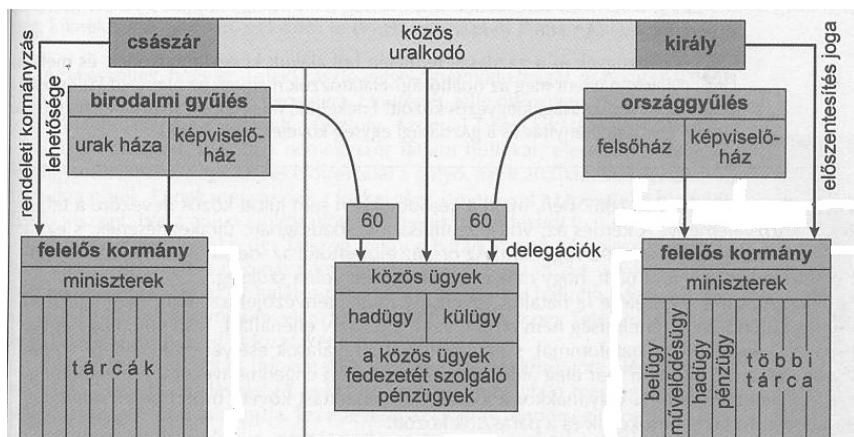 császár
közös
uralkodó
király
rendeleti kormányzás
lehetősége
birodalmi gyűlés
urak háza
képviselő-
ház
országgyűlés
felsőház
képviselő-
ház
előszentesítés joga
60
60
delegációk
felelős kormány
miniszterek
tárcák
közös ügyek
hadügy
külügy
a közös ügyek
fedezetét szolgáló
pénzügyek
felelős kormány
miniszterek
belügy
művelődésügy
hadügy
pénzügy
többi
tárca